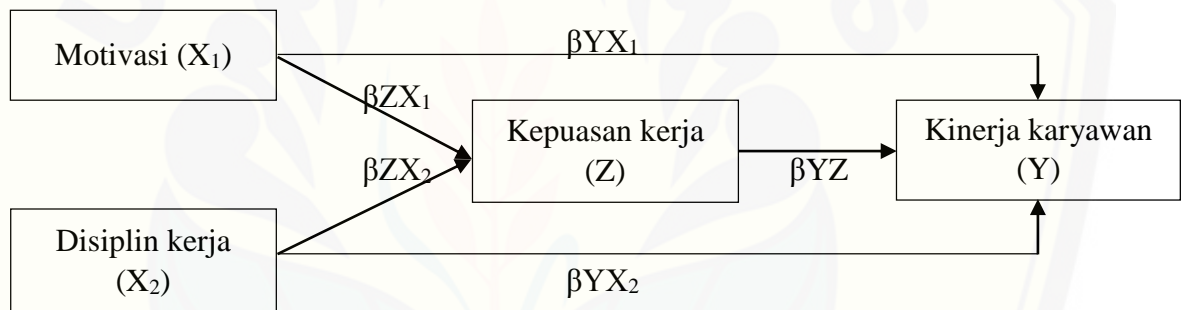 Motivasi (X₁)
βYX₁
βZX₁
Kepuasan kerja
(Z)
βYZ
Kinerja karyawan
(Y)
βZX₂
Disiplin kerja
(X₂)
βYX₂